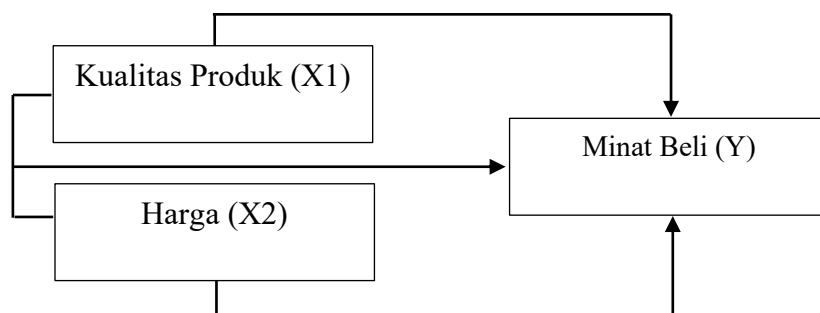 Kualitas Produk (X1)
Minat Beli (Y)
Harga (X2)